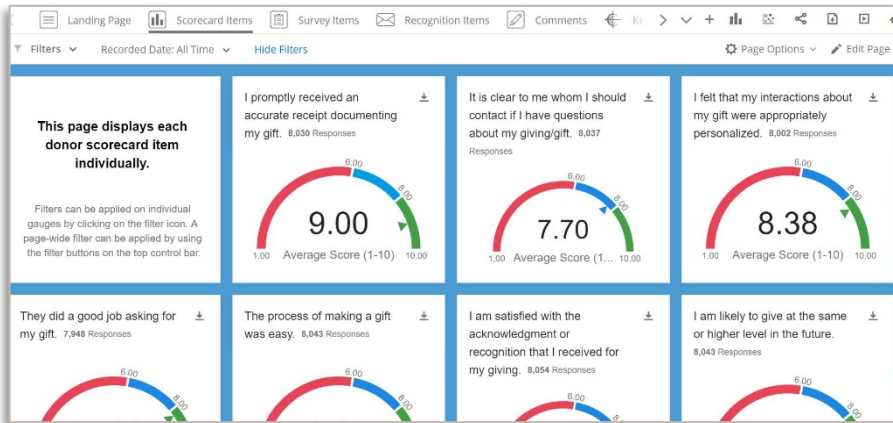 Landing Page
Scorecard Items
Survey Items
Recognition Items
Comments
Filters
Recorded Date: All Time
Hide Filters
Page Options
Edit Page
This page displays each
donor scorecard item
individually.
Filters can be applied on individual
gauges by clicking on the filter icon. A
page-wide filter can be applied by using
the filter buttons on the top control bar.
I promptly received an
accurate receipt documenting
my gift. 8,030 Responses
6.00
8.00
9.00
1.00
Average Score (1-10)
10.00
It is clear to me whom I should
contact if I have questions
about my giving/gift. 8,037
Responses
6.00
8.00
7.70
1.00
Average Score (1...
10.00
I felt that my interactions about
my gift were appropriately
personalized. 8,002 Responses
6.00
8.00
8.38
1.00
Average Score (1-10)
10.00
They did a good job asking for
my gift. 7,948 Responses
6.00
8.00
The process of making a gift
was easy. 8,043 Responses
6.00
8.00
I am satisfied with the
acknowledgment or
recognition that I received for
my giving. 8,054 Responses
6.00
I am likely to give at the same
or higher level in the future.
8,043 Responses
6.00